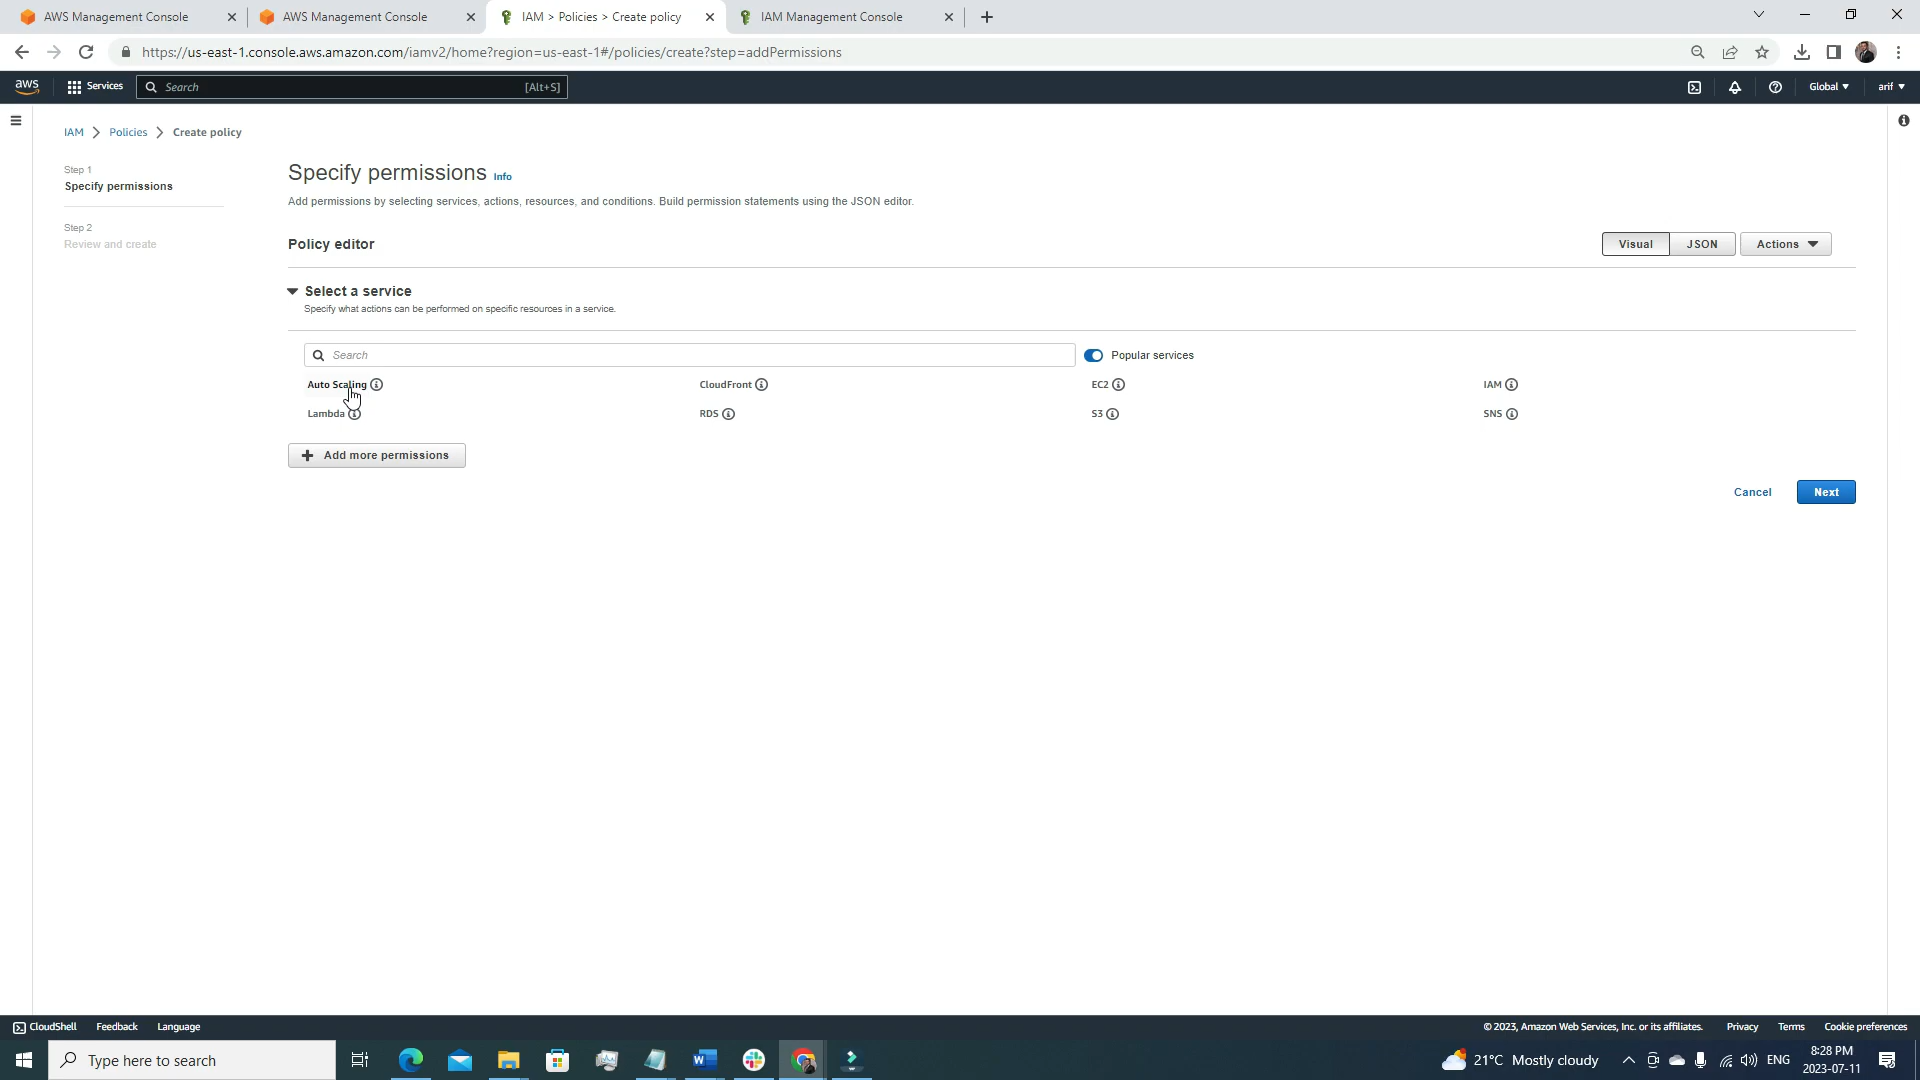 AWS Management Console
AWS Management Console
IAM > Policies > Create policy
IAM Management Console
https://us-east-1.console.aws.amazon.com/iamv2/home?region=us-east-1#/policies/create?step=addPermissions
aws
Services
Search
[Alt+S]
Global
arif
IAM
Policies
Create policy
Step 1
Specify permissions
Step 2
Review and create
Specify permissions Info
Add permissions by selecting services, actions, resources, and conditions. Build permission statements using the JSON editor.
Policy editor
Visual
JSON
Actions
Select a service
Specify what actions can be performed on specific resources in a service.
Search
Popular services
Auto Scaling
CloudFront
EC2
IAM
Lambda
RDS
S3
SNS
Add more permissions
Cancel
Next
CloudShell
Feedback
Language
© 2023, Amazon Web Services, Inc. or its affiliates.
Privacy
Terms
Cookie preferences
Type here to search
21°C Mostly cloudy
ENG
8:28 PM
2023-07-11